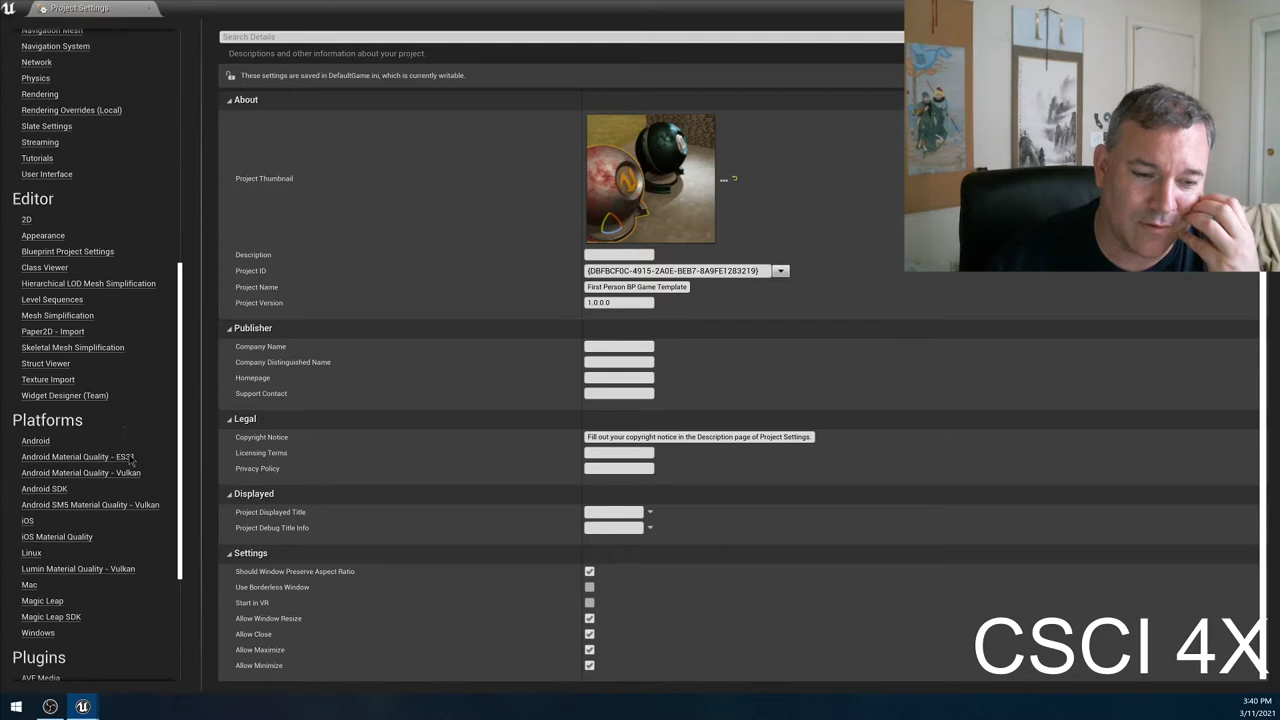 Project Settings
Navigation Mesh
Navigation System
Network
Physics
Rendering
Rendering Overrides (Local)
Slate Settings
Streaming
Tutorials
User Interface
Editor
2D
Appearance
Blueprint Project Settings
Class Viewer
Hierarchical LOD Mesh Simplification
Level Sequences
Mesh Simplification
Paper2D - Import
Skeletal Mesh Simplification
Struct Viewer
Texture Import
Widget Designer (Team)
Platforms
Android
Android Material Quality - ES31
Android Material Quality - Vulkan
Android SDK
Android SM5 Material Quality - Vulkan
iOS
iOS Material Quality
Linux
Lumin Material Quality - Vulkan
Mac
Magic Leap
Magic Leap SDK
Windows
Plugins
AVF Media
Search Details
Descriptions and other information about your project.
These settings are saved in DefaultGame.ini, which is currently writable.
About
Project Thumbnail
Description
Project ID {DBFBCF0C-4915-2A0E-BEB7-8A9FE1283219}
Project Name First Person BP Game Template
Project Version 1.0.0.0
Publisher
Company Name
Company Distinguished Name
Homepage
Support Contact
Legal
Copyright Notice Fill out your copyright notice in the Description page of Project Settings.
Licensing Terms
Privacy Policy
Displayed
Project Displayed Title
Project Debug Title Info
Settings
Should Window Preserve Aspect Ratio
Use Borderless Window
Start in VR
Allow Window Resize
Allow Close
Allow Maximize
Allow Minimize
CSCI 4X
3:40 PM
3/11/2021